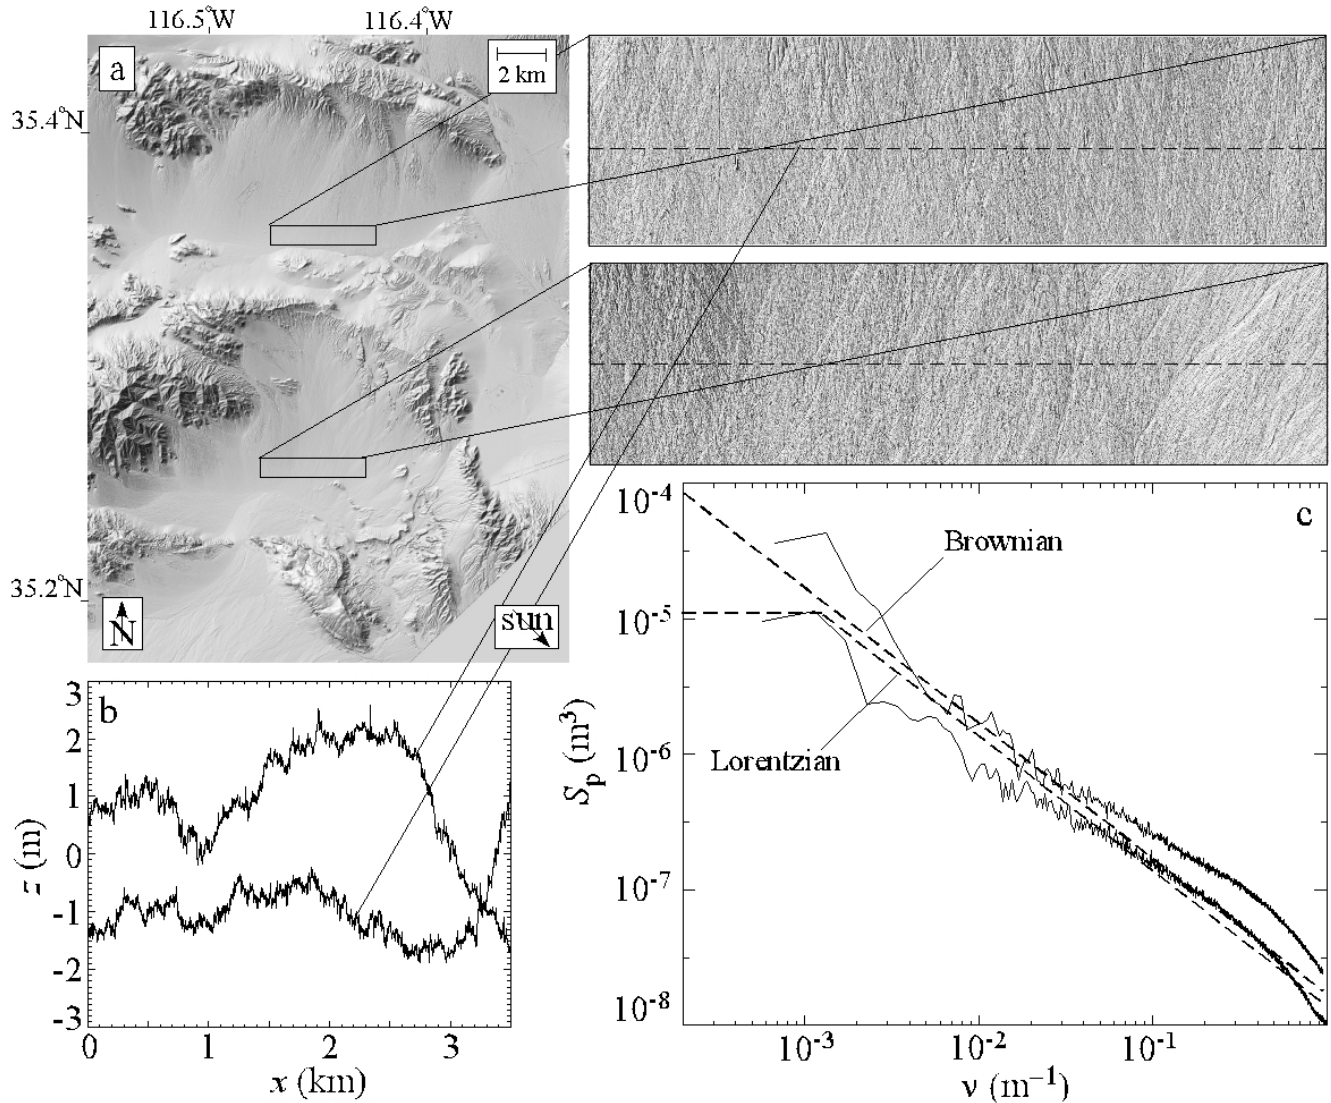 116.5°W 116.4°W
a
2 km
35.4°N
35.2°N
N
sun
b
3
2
1
0
-1
-2
-3
z (m)
0 1 2 3
x (km)
c
10⁻⁴
10⁻⁵
10⁻⁶
10⁻⁷
10⁻⁸
Sₚ (m³)
Brownian
Lorentzian
10⁻³ 10⁻² 10⁻¹
ν (m⁻¹)